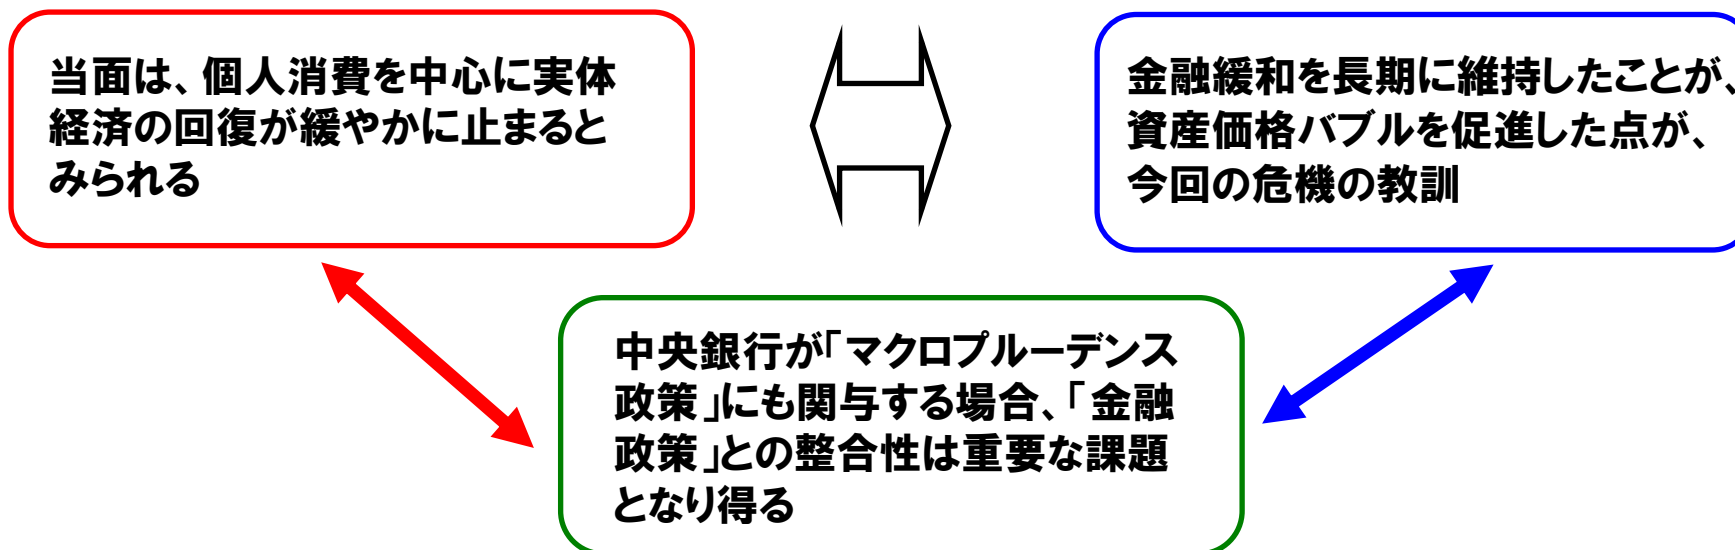 当面は、個人消費を中心に実体
経済の回復が緩やかに止まると
みられる
金融緩和を長期に維持したことが、
資産価格バブルを促進した点が、
今回の危機の教訓
中央銀行が「マクロプルーデンス
政策」にも関与する場合、「金融
政策」との整合性は重要な課題
となり得る